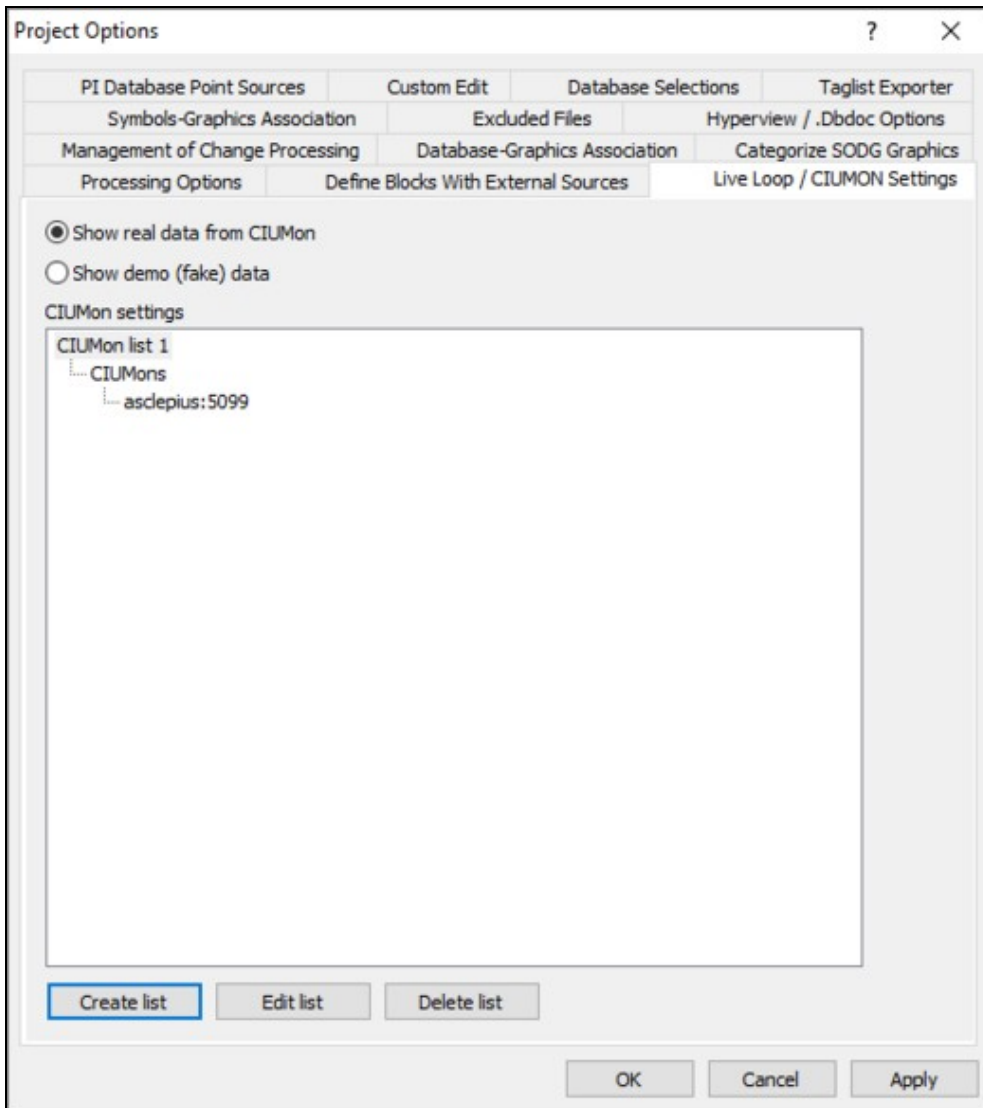 Project Options ? X
PI Database Point Sources Custom Edit Database Selections Taglist Exporter
Symbols-Graphics Association Excluded Files Hyperview / .Dbdoc Options
Management of Change Processing Database-Graphics Association Categorize SODG Graphics
Processing Options Define Blocks With External Sources Live Loop / CIUMON Settings
Show real data from CIUMon
Show demo (fake) data
CIUMon settings
CIUMon list 1
CIUMons
asclepius:5099
Create list Edit list Delete list
OK Cancel Apply